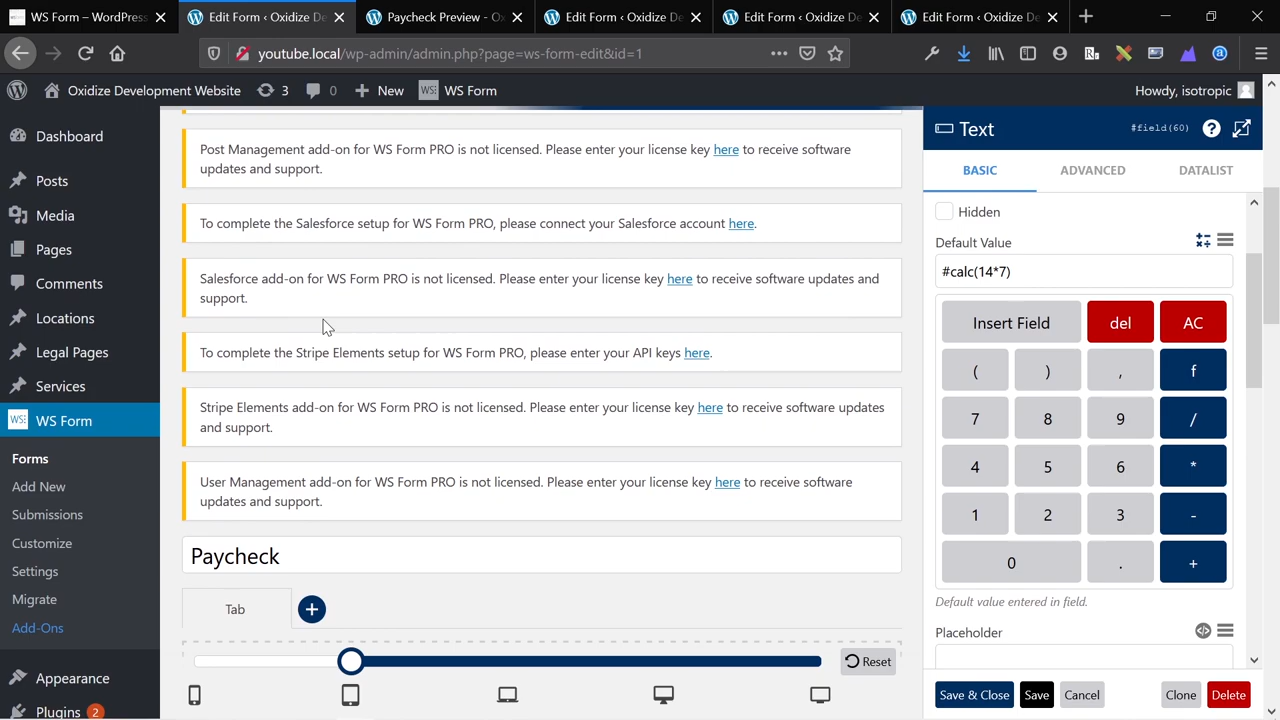 WS Form – WordPress
Edit Form ‹ Oxidize D
Paycheck Preview - Ox
Edit Form ‹ Oxidize De
Edit Form ‹ Oxidize De
Edit Form ‹ Oxidize De
youtube.local/wp-admin/admin.php?page=ws-form-edit&id=1
Oxidize Development Website
3
0
New
WS Form
Howdy, isotropic
Dashboard
Posts
Media
Pages
Comments
Locations
Legal Pages
Services
WS Form
Forms
Add New
Submissions
Customize
Settings
Migrate
Add-Ons
Appearance
Plugins 2
Post Management add-on for WS Form PRO is not licensed. Please enter your license key here to receive software
updates and support.
To complete the Salesforce setup for WS Form PRO, please connect your Salesforce account here.
Salesforce add-on for WS Form PRO is not licensed. Please enter your license key here to receive software updates and
support.
To complete the Stripe Elements setup for WS Form PRO, please enter your API keys here.
Stripe Elements add-on for WS Form PRO is not licensed. Please enter your license key here to receive software updates
and support.
User Management add-on for WS Form PRO is not licensed. Please enter your license key here to receive software
updates and support.
Paycheck
Tab
Reset
Text
#field(60)
BASIC
ADVANCED
DATALIST
Hidden
Default Value
#calc(14*7)
Insert Field del AC
( ) , f
7 8 9 /
4 5 6 *
1 2 3 -
0 . +
Default value entered in field.
Placeholder
Save & Close
Save
Cancel
Clone
Delete